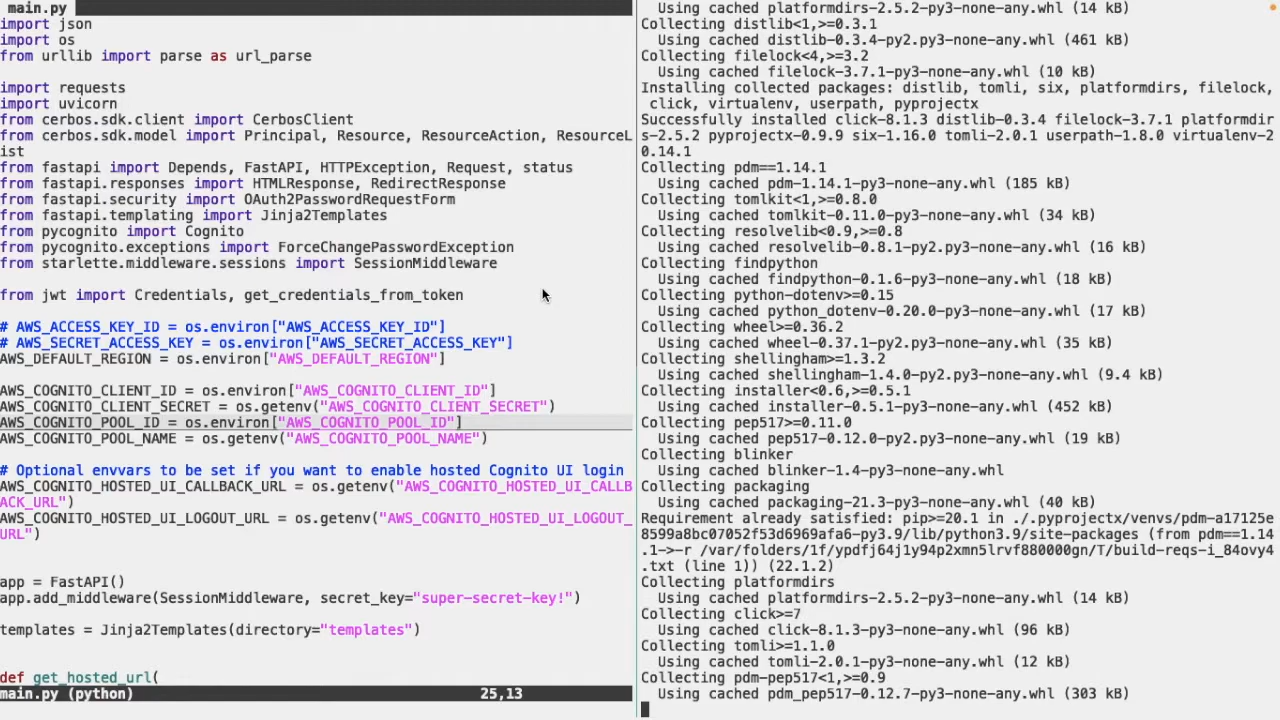 main.py
import json
import os
from urllib import parse as url_parse
import requests
import uvicorn
from cerbos.sdk.client import CerbosClient
from cerbos.sdk.model import Principal, Resource, ResourceAction, ResourceL
ist
from fastapi import Depends, FastAPI, HTTPException, Request, status
from fastapi.responses import HTMLResponse, RedirectResponse
from fastapi.security import OAuth2PasswordRequestForm
from fastapi.templating import Jinja2Templates
from pycognito import Cognito
from pycognito.exceptions import ForceChangePasswordException
from starlette.middleware.sessions import SessionMiddleware
from jwt import Credentials, get_credentials_from_token
# AWS_ACCESS_KEY_ID = os.environ["AWS_ACCESS_KEY_ID"]
# AWS_SECRET_ACCESS_KEY = os.environ["AWS_SECRET_ACCESS_KEY"]
AWS_DEFAULT_REGION = os.environ["AWS_DEFAULT_REGION"]
AWS_COGNITO_CLIENT_ID = os.environ["AWS_COGNITO_CLIENT_ID"]
AWS_COGNITO_CLIENT_SECRET = os.getenv("AWS_COGNITO_CLIENT_SECRET")
AWS_COGNITO_POOL_ID = os.environ["AWS_COGNITO_POOL_ID"]
AWS_COGNITO_POOL_NAME = os.getenv("AWS_COGNITO_POOL_NAME")
# Optional envvars to be set if you want to enable hosted Cognito UI login
AWS_COGNITO_HOSTED_UI_CALLBACK_URL = os.getenv("AWS_COGNITO_HOSTED_UI_CALLB
ACK_URL")
AWS_COGNITO_HOSTED_UI_LOGOUT_URL = os.getenv("AWS_COGNITO_HOSTED_UI_LOGOUT_
URL")
app = FastAPI()
app.add_middleware(SessionMiddleware, secret_key="super-secret-key!")
templates = Jinja2Templates(directory="templates")
def get_hosted_url(
main.py (python) 25,13
Using cached platformdirs-2.5.2-py3-none-any.whl (14 kB)
Collecting distlib<1,>=0.3.1
Using cached distlib-0.3.4-py2.py3-none-any.whl (461 kB)
Collecting filelock<4,>=3.2
Using cached filelock-3.7.1-py3-none-any.whl (10 kB)
Installing collected packages: distlib, tomli, six, platformdirs, filelock,
click, virtualenv, userpath, pyprojectx
Successfully installed click-8.1.3 distlib-0.3.4 filelock-3.7.1 platformdir
s-2.5.2 pyprojectx-0.9.9 six-1.16.0 tomli-2.0.1 userpath-1.8.0 virtualenv-2
0.14.1
Collecting pdm==1.14.1
Using cached pdm-1.14.1-py3-none-any.whl (185 kB)
Collecting tomlkit<1,>=0.8.0
Using cached tomlkit-0.11.0-py3-none-any.whl (34 kB)
Collecting resolvelib<0.9,>=0.8
Using cached resolvelib-0.8.1-py2.py3-none-any.whl (16 kB)
Collecting findpython
Using cached findpython-0.1.6-py3-none-any.whl (18 kB)
Collecting python-dotenv>=0.15
Using cached python_dotenv-0.20.0-py3-none-any.whl (17 kB)
Collecting wheel>=0.36.2
Using cached wheel-0.37.1-py2.py3-none-any.whl (35 kB)
Collecting shellingham>=1.3.2
Using cached shellingham-1.4.0-py2.py3-none-any.whl (9.4 kB)
Collecting installer<0.6,>=0.5.1
Using cached installer-0.5.1-py3-none-any.whl (452 kB)
Collecting pep517>=0.11.0
Using cached pep517-0.12.0-py2.py3-none-any.whl (19 kB)
Collecting blinker
Using cached blinker-1.4-py3-none-any.whl
Collecting packaging
Using cached packaging-21.3-py3-none-any.whl (40 kB)
Requirement already satisfied: pip>=20.1 in ./.pyprojectx/venvs/pdm-a17125e
8599a8bc07052f53d6969afa6-py3.9/lib/python3.9/site-packages (from pdm==1.14
.1->-r /var/folders/1f/ypdfj64j1y94p2xmn5lrvf880000gn/T/build-reqs-i_84ovy4
.txt (line 1)) (22.1.2)
Collecting platformdirs
Using cached platformdirs-2.5.2-py3-none-any.whl (14 kB)
Collecting click>=7
Using cached click-8.1.3-py3-none-any.whl (96 kB)
Collecting tomli>=1.1.0
Using cached tomli-2.0.1-py3-none-any.whl (12 kB)
Collecting pdm-pep517<1,>=0.9
Using cached pdm_pep517-0.12.7-py3-none-any.whl (303 kB)